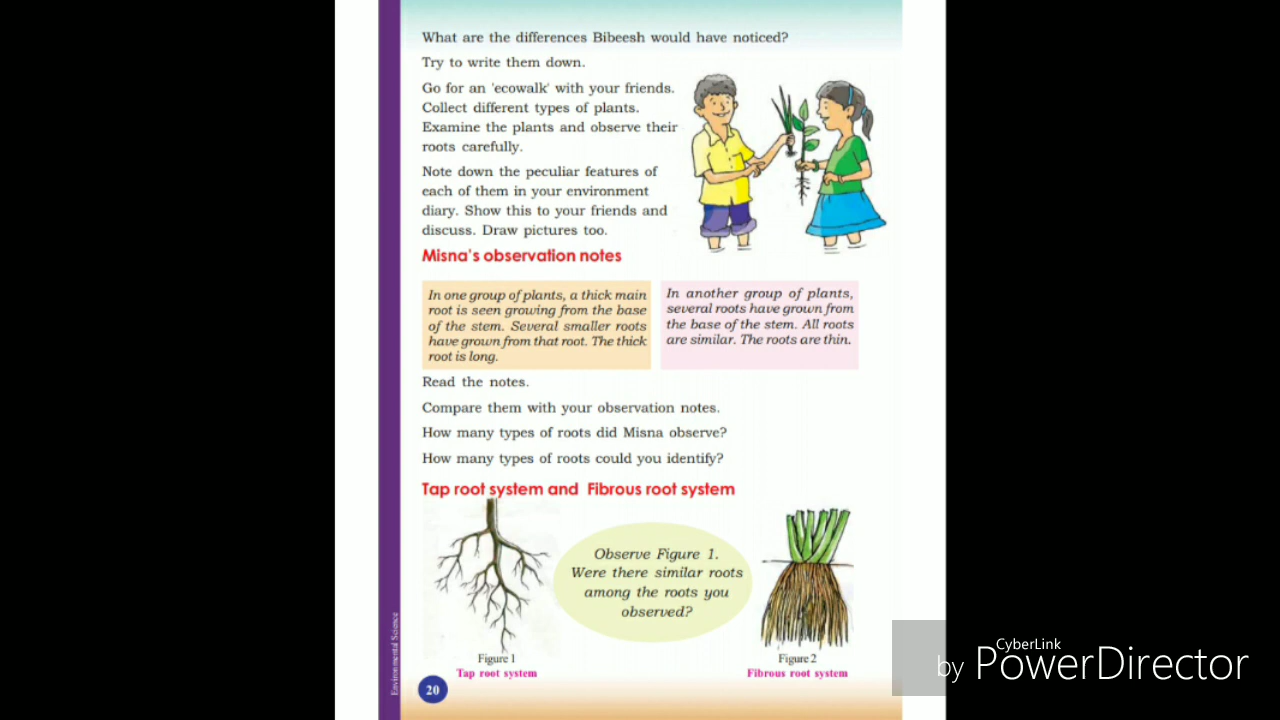 What are the differences Bibeesh would have noticed?
Try to write them down.
Go for an 'ecowalk' with your friends.
Collect different types of plants.
Examine the plants and observe their
roots carefully.
Note down the peculiar features of
each of them in your environment
diary. Show this to your friends and
discuss. Draw pictures too.
Misna's observation notes
In one group of plants, a thick main
root is seen growing from the base
of the stem. Several smaller roots
have grown from that root. The thick
root is long.
In another group of plants,
several roots have grown from
the base of the stem. All roots
are similar. The roots are thin.
Read the notes.
Compare them with your observation notes.
How many types of roots did Misna observe?
How many types of roots could you identify?
Tap root system and Fibrous root system
Observe Figure 1.
Were there similar roots
among the roots you
observed?
Figure 1
Tap root system
Figure 2
Fibrous root system
Environmental Science
20
by CyberLink PowerDirector